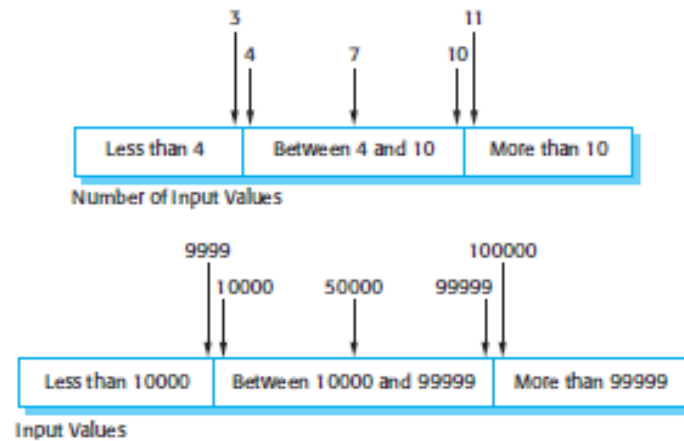 3 11
4 7 10
Less than 4 Between 4 and 10 More than 10
Number of Input Values
9999 100000
10000 50000 99999
Less than 10000 Between 10000 and 99999 More than 99999
Input Values